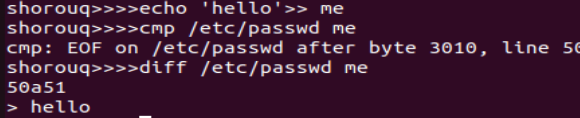 shorouq>>>>echo 'hello'>> me
shorouq>>>>cmp /etc/passwd me
cmp: EOF on /etc/passwd after byte 3010, line 50
shorouq>>>>diff /etc/passwd me
50a51
> hello